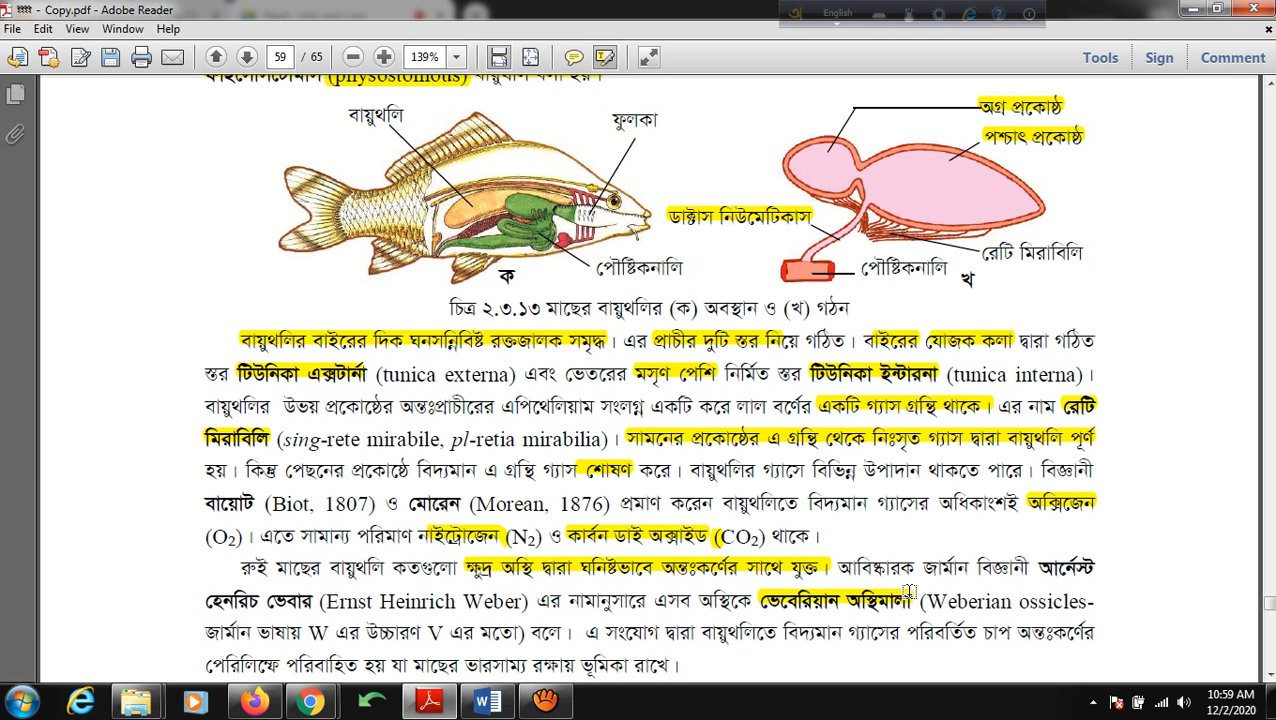 আআআ - Copy.pdf - Adobe Reader
English
File Edit View Window Help
59 / 65 139% Tools Sign Comment
(physostomous) বায়ুথলি বলা হয়।
বায়ুথলি
ফুলকা
পৌষ্টিকনালি
ক
অগ্র প্রকোষ্ঠ
পশ্চাৎ প্রকোষ্ঠ
ডাক্টাস নিউমেটিকাস
রেটি মিরাবিলি
পৌষ্টিকনালি
খ
চিত্র ২.৩.১৩ মাছের বায়ুথলির (ক) অবস্থান ও (খ) গঠন
বায়ুথলির বাইরের দিক ঘনসন্নিবিষ্ট রক্তজালক সমৃদ্ধ। এর প্রাচীর দুটি স্তর নিয়ে গঠিত। বাইরের যোজক কলা দ্বারা গঠিত
স্তর টিউনিকা এক্সটার্না (tunica externa) এবং ভেতরের মসৃণ পেশি নির্মিত স্তর টিউনিকা ইন্টারনা (tunica interna)।
বায়ুথলির উভয় প্রকোষ্ঠের অন্তঃপ্রাচীরের এপিথেলিয়াম সংলগ্ন একটি করে লাল বর্ণের একটি গ্যাস গ্রন্থি থাকে। এর নাম রেটি
মিরাবিলি (sing-rete mirabile, pl-retia mirabilia)। সামনের প্রকোষ্ঠের এ গ্রন্থি থেকে নিঃসৃত গ্যাস দ্বারা বায়ুথলি পূর্ণ
হয়। কিন্তু পেছনের প্রকোষ্ঠে বিদ্যমান এ গ্রন্থি গ্যাস শোষণ করে। বায়ুথলির গ্যাসে বিভিন্ন উপাদান থাকতে পারে। বিজ্ঞানী
বায়োট (Biot, 1807) ও মোরেন (Morean, 1876) প্রমাণ করেন বায়ুথলিতে বিদ্যমান গ্যাসের অধিকাংশই অক্সিজেন
(O₂)। এতে সামান্য পরিমাণ নাইট্রোজেন (N₂) ও কার্বন ডাই অক্সাইড (CO₂) থাকে।
রুই মাছের বায়ুথলি কতগুলো ক্ষুদ্র অস্থি দ্বারা ঘনিষ্টভাবে অন্তঃকর্ণের সাথে যুক্ত। আবিষ্কারক জার্মান বিজ্ঞানী আর্নেস্ট
হেনরিচ ভেবার (Ernst Heinrich Weber) এর নামানুসারে এসব অস্থিকে ভেবেরিয়ান অস্থিমালা (Weberian ossicles-
জার্মান ভাষায় W এর উচ্চারণ V এর মতো) বলে। এ সংযোগ দ্বারা বায়ুথলিতে বিদ্যমান গ্যাসের পরিবর্তিত চাপ অন্তঃকর্ণের
পেরিলিম্ফে পরিবাহিত হয় যা মাছের ভারসাম্য রক্ষায় ভূমিকা রাখে।
10:59 AM
12/2/2020